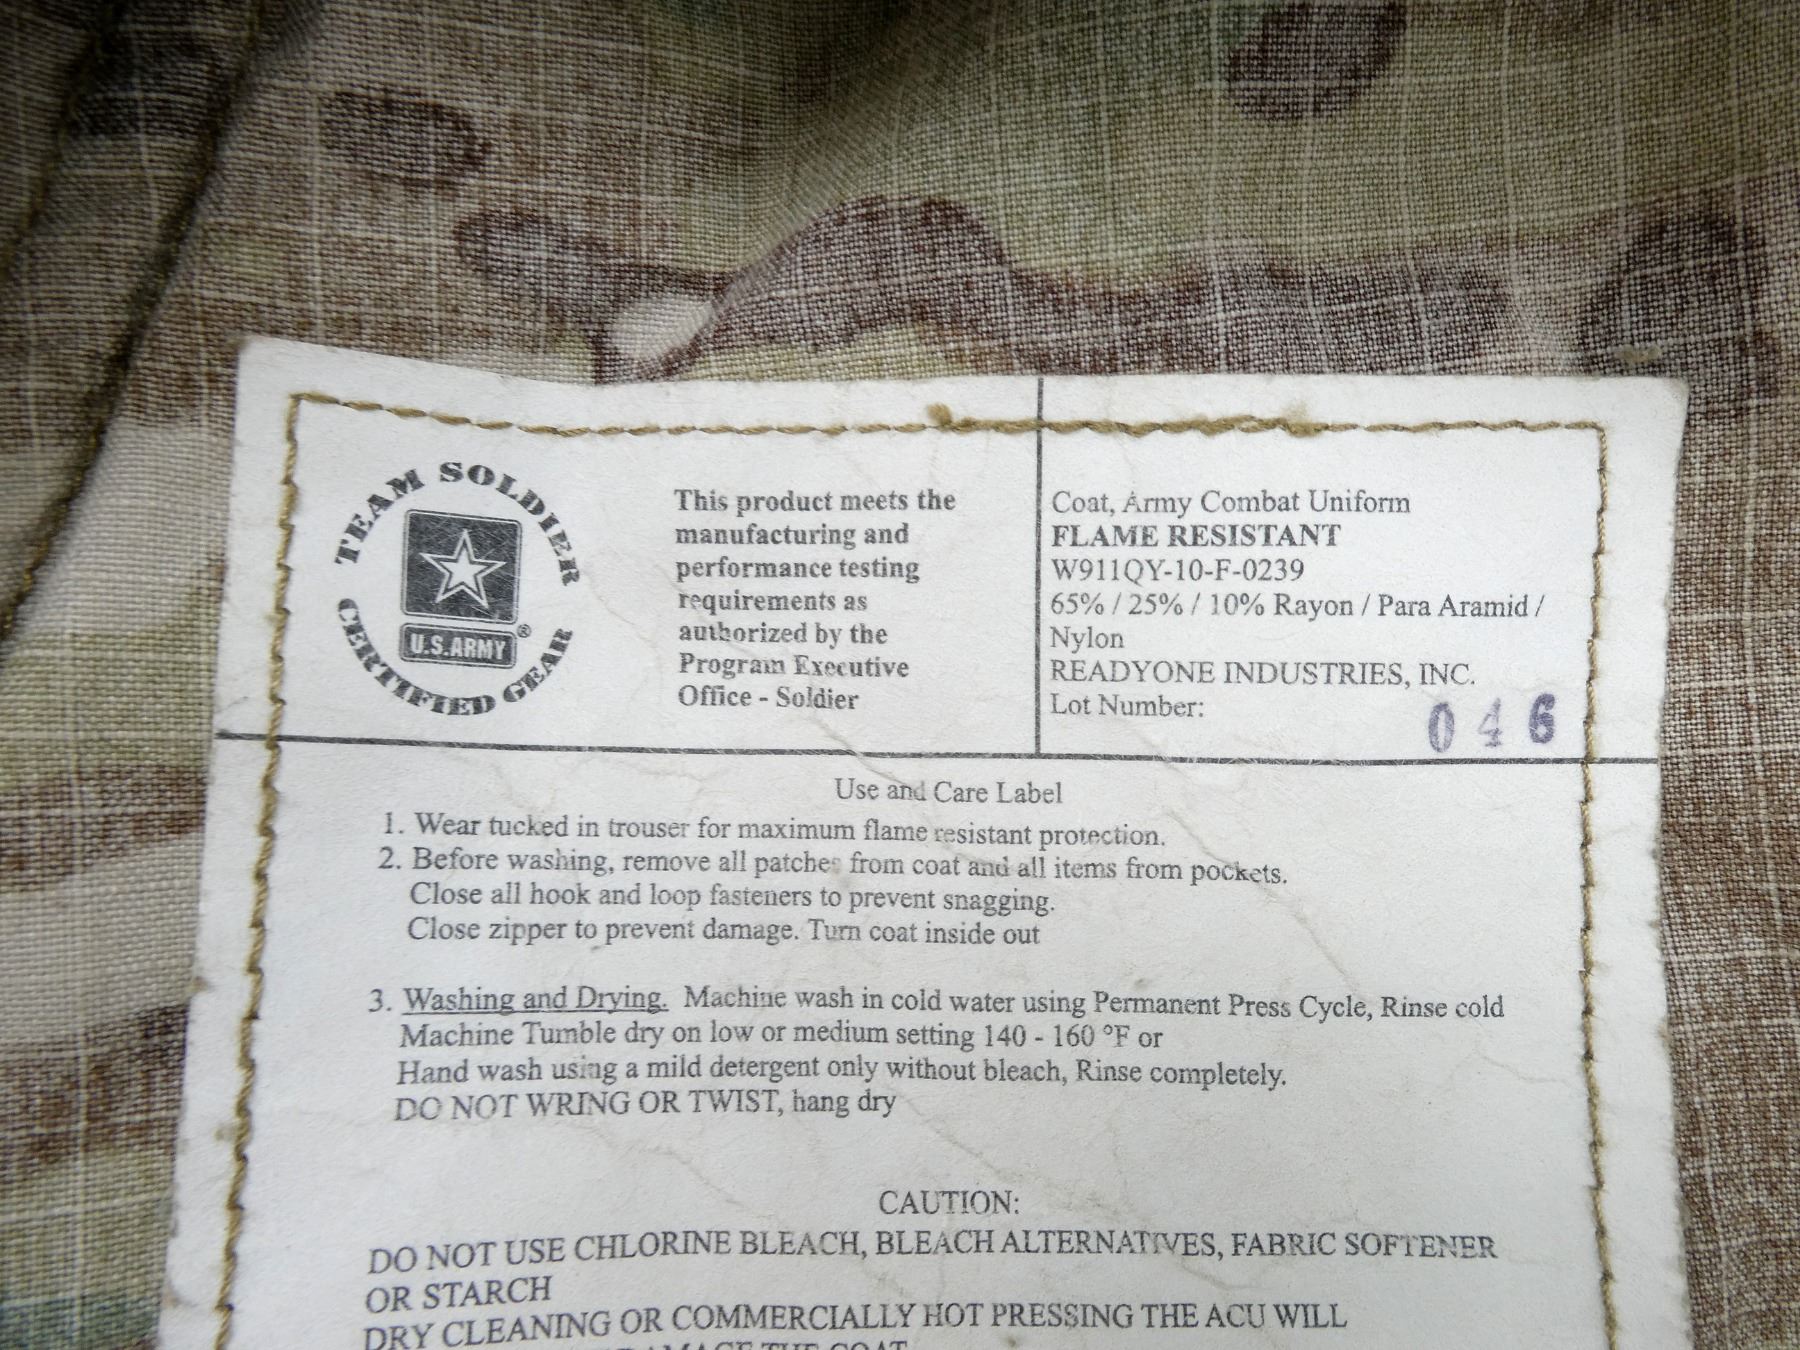 TEAM SOLDIER
CERTIFIED GEAR
U.S.ARMY®
This product meets the
manufacturing and
performance testing
requirements as
authorized by the
Program Executive
Office - Soldier
Coat, Army Combat Uniform
FLAME RESISTANT
W911QY-10-F-0239
65% / 25% / 10% Rayon / Para Aramid /
Nylon
READYONE INDUSTRIES, INC.
Lot Number: 046
Use and Care Label
1. Wear tucked in trouser for maximum flame resistant protection.
2. Before washing, remove all patches from coat and all items from pockets.
Close all hook and loop fasteners to prevent snagging.
Close zipper to prevent damage. Turn coat inside out
3. Washing and Drying. Machine wash in cold water using Permanent Press Cycle, Rinse cold
Machine Tumble dry on low or medium setting 140 - 160 °F or
Hand wash using a mild detergent only without bleach, Rinse completely.
DO NOT WRING OR TWIST, hang dry
CAUTION:
DO NOT USE CHLORINE BLEACH, BLEACH ALTERNATIVES, FABRIC SOFTENER
OR STARCH
DRY CLEANING OR COMMERCIALLY HOT PRESSING THE ACU WILL
DAMAGE THE COAT